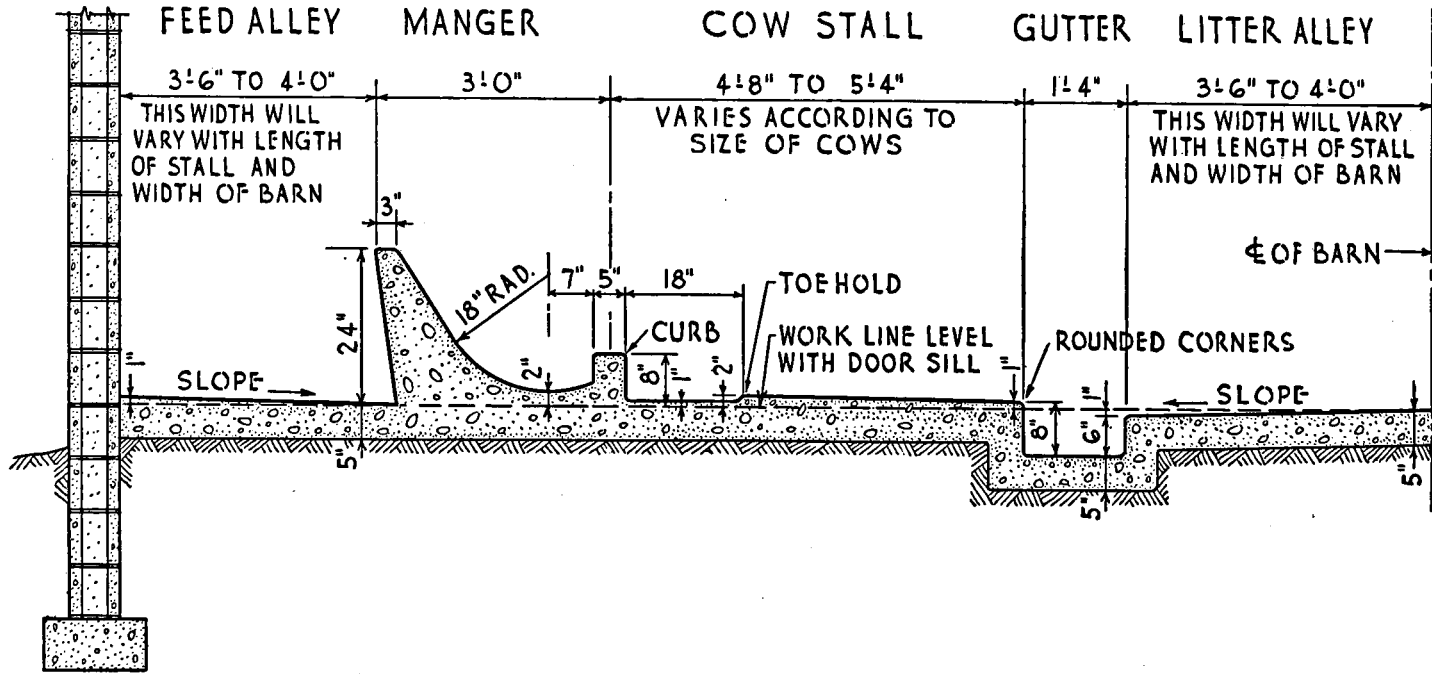 FEED ALLEY
MANGER
COW STALL
GUTTER
LITTER ALLEY
3'-6" TO 4'-0"
3'-0"
4'-8" TO 5'-4"
1'-4"
3'-6" TO 4'-0"
THIS WIDTH WILL
VARY WITH LENGTH
OF STALL AND
WIDTH OF BARN
VARIES ACCORDING TO
SIZE OF COWS
THIS WIDTH WILL VARY
WITH LENGTH OF STALL
AND WIDTH OF BARN
3"
℄ OF BARN
18" RAD.
7"
5"
18"
TOEHOLD
24"
CURB
WORK LINE LEVEL
WITH DOOR SILL
ROUNDED CORNERS
1"
SLOPE
2"
8"
1"
2"
1"
1"
SLOPE
8"
6"
5"
5"
5"